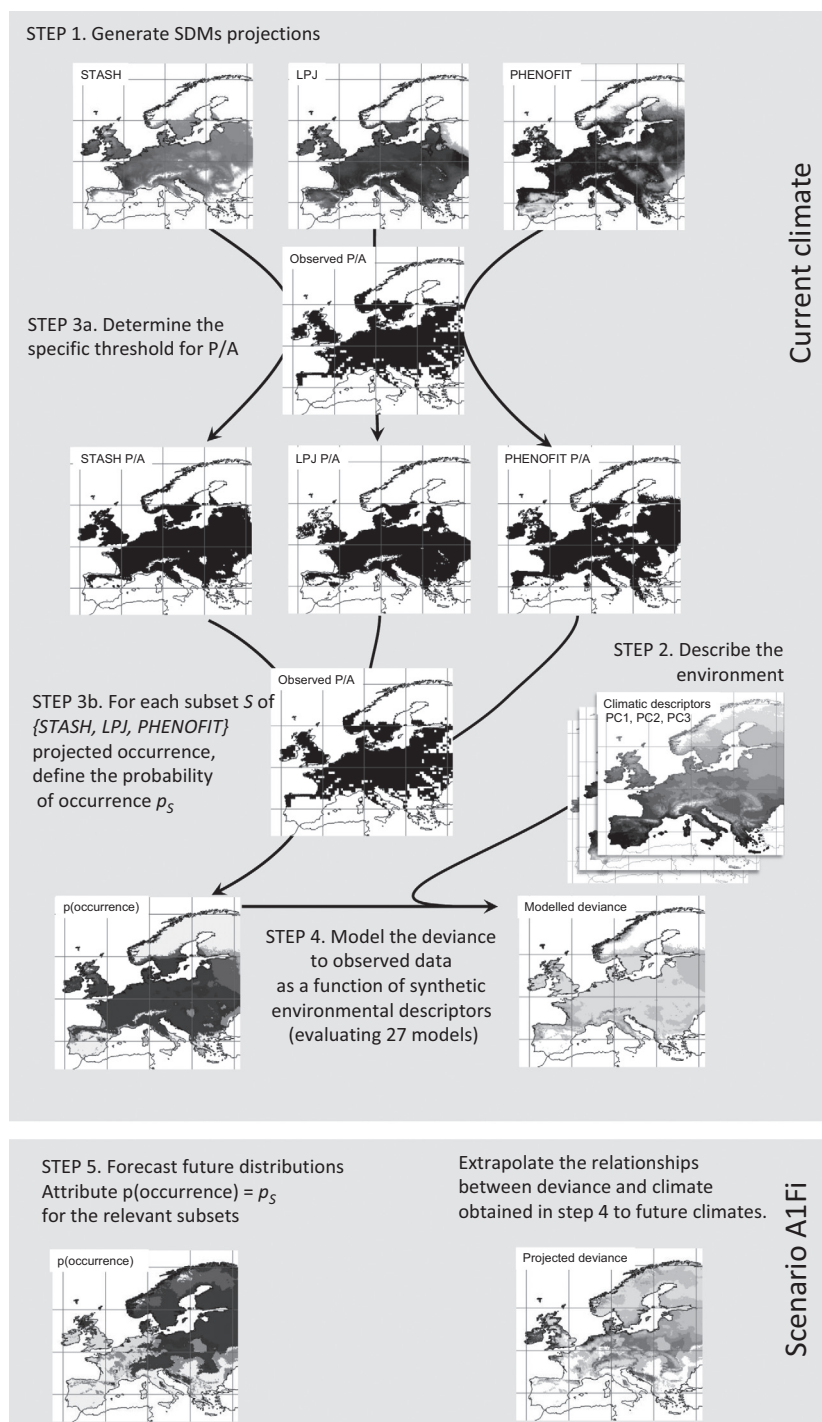 STEP 1. Generate SDMs projections
STASH
LPJ
PHENOFIT
Current climate
Observed P/A
STEP 3a. Determine the
specific threshold for P/A
STASH P/A
LPJ P/A
PHENOFIT P/A
STEP 2. Describe the
environment
Climatic descriptors
PC1, PC2, PC3
Observed P/A
STEP 3b. For each subset S of
{STASH, LPJ, PHENOFIT}
projected occurrence,
define the probability
of occurrence pS
p(occurrence)
STEP 4. Model the deviance
to observed data
as a function of synthetic
environmental descriptors
(evaluating 27 models)
Modelled deviance
STEP 5. Forecast future distributions
Attribute p(occurrence) = pS
for the relevant subsets
Extrapolate the relationships
between deviance and climate
obtained in step 4 to future climates.
Scenario A1Fi
p(occurrence)
Projected deviance